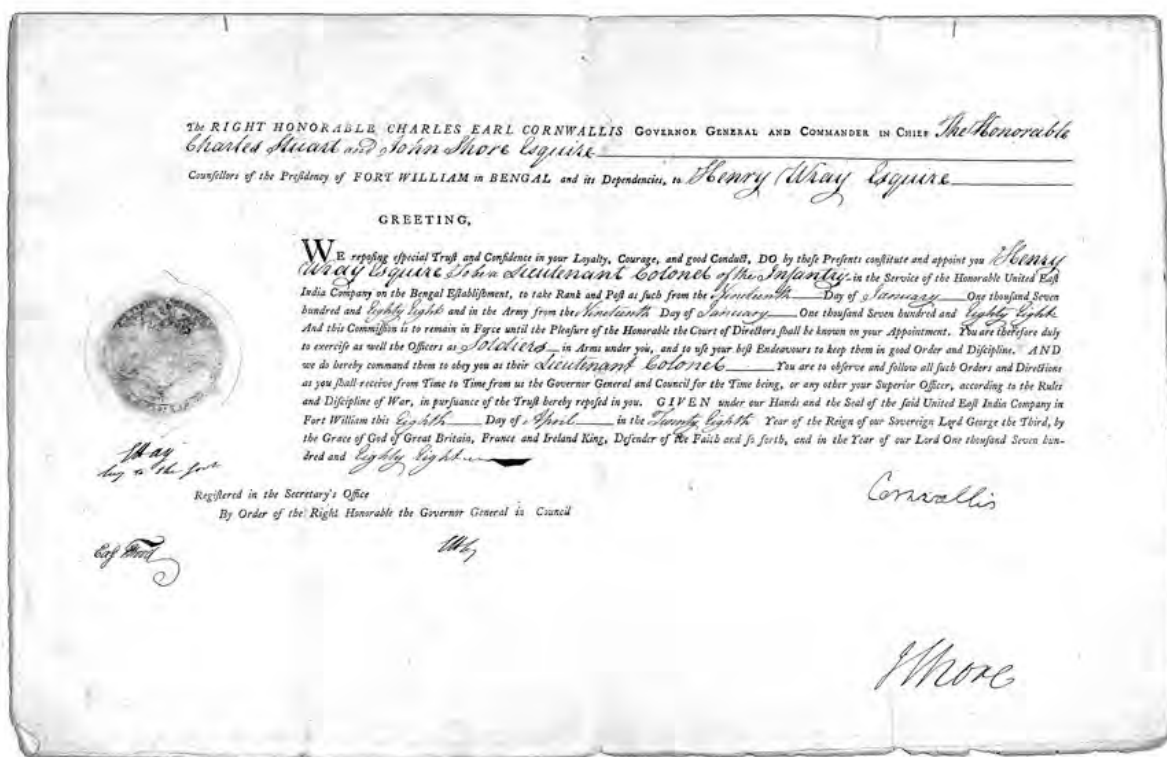 The RIGHT HONORABLE CHARLES EARL CORNWALLIS GOVERNOR GENERAL AND COMMANDER IN CHIEF The Honorable
Charles Stuart and John Shore Esquire
Counſellors of the Preſidency of FORT WILLIAM in BENGAL and its Dependencies, to Henry Wray Esquire
GREETING,
WE repoſing eſpecial Truſt and Confidence in your Loyalty, Courage, and good Conduct, DO by theſe Preſents conſtitute and appoint you Henry
Wray Esquire to be a Lieutenant Colonel of the Infantry in the Service of the Honorable United Eaſt
India Company on the Bengal Eſtabliſhment, to take Rank and Poſt as ſuch from the Nineteenth Day of January One thouſand Seven
hundred and Eighty Eight and in the Army from the Nineteenth Day of January One thouſand Seven hundred and Eighty Eight
And this Commiſſion is to remain in Force until the Pleaſure of the Honorable the Court of Directors ſhall be known on your Appointment. You are therefore duly
to exerciſe as well the Officers as Soldiers in Arms under you, and to uſe your beſt Endeavours to keep them in good Order and Diſcipline. AND
we do hereby command them to obey you as their Lieutenant Colonel You are to obſerve and follow all ſuch Orders and Directions
as you ſhall receive from Time to Time from us the Governor General and Council for the Time being, or any other your Superior Officer, according to the Rules
and Diſcipline of War, in purſuance of the Truſt hereby repoſed in you. GIVEN under our Hands and the Seal of the ſaid United Eaſt India Company in
Fort William this Eighth Day of April in the Twenty Eighth Year of the Reign of our Sovereign Lord George the Third, by
the Grace of God of Great Britain, France and Ireland King, Defender of the Faith and ſo forth, and in the Year of our Lord One thouſand Seven hun-
dred and Eighty Eight
EHay
to the Govt
Cornwallis
Regiſtered in the Secretary's Office
By Order of the Right Honorable the Governor General in Council
JShore